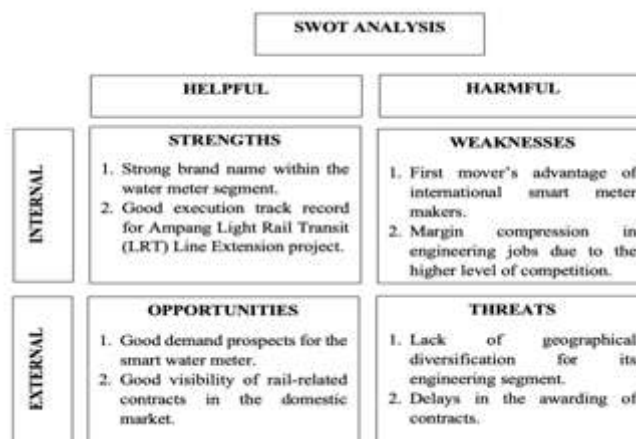 SWOT ANALYSIS
HELPFUL
HARMFUL
INTERNAL
STRENGTHS
1. Strong brand name within the
water meter segment.
2. Good execution track record
for Ampang Light Rail Transit
(LRT) Line Extension project.
WEAKNESSES
1. First mover's advantage of
international smart meter
makers.
2. Margin compression in
engineering jobs due to the
higher level of competition.
EXTERNAL
OPPORTUNITIES
1. Good demand prospects for the
smart water meter.
2. Good visibility of rail-related
contracts in the domestic
market.
THREATS
1. Lack of geographical
diversification for its
engineering segment.
2. Delays in the awarding of
contracts.